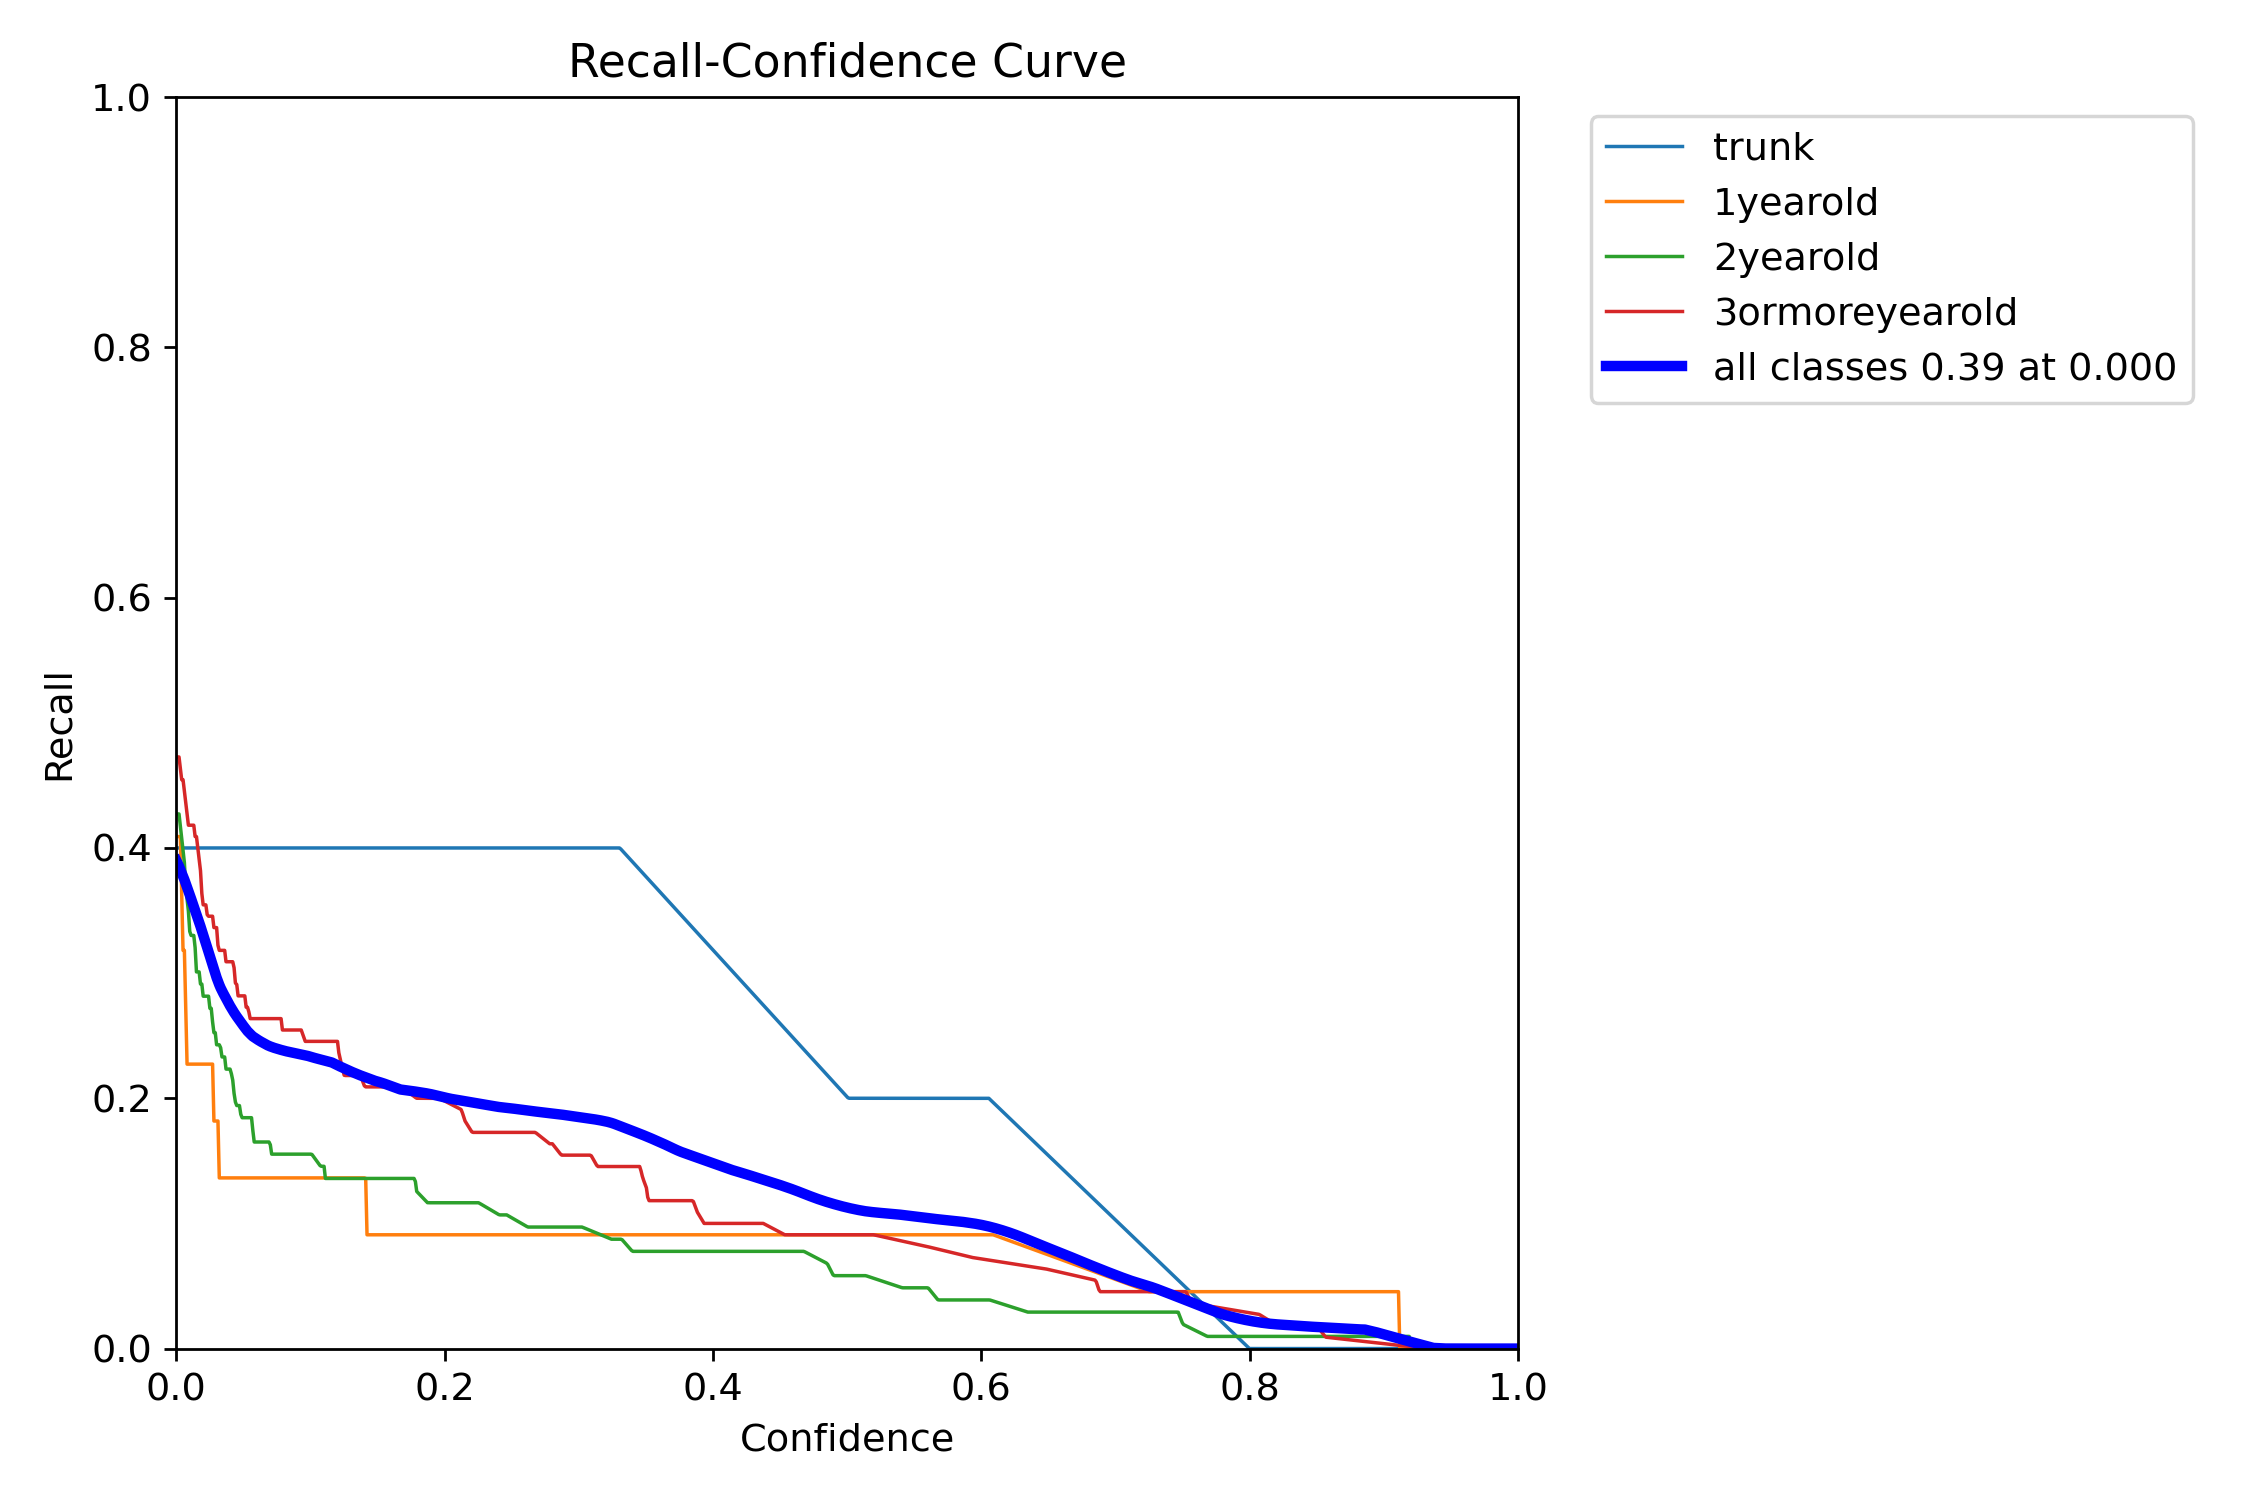 Recall-Confidence Curve
1.0
0.8
0.6
0.4
0.2
0.0
Recall
0.0 0.2 0.4 0.6 0.8 1.0
Confidence
trunk
1yearold
2yearold
3ormoreyearold
all classes 0.39 at 0.000